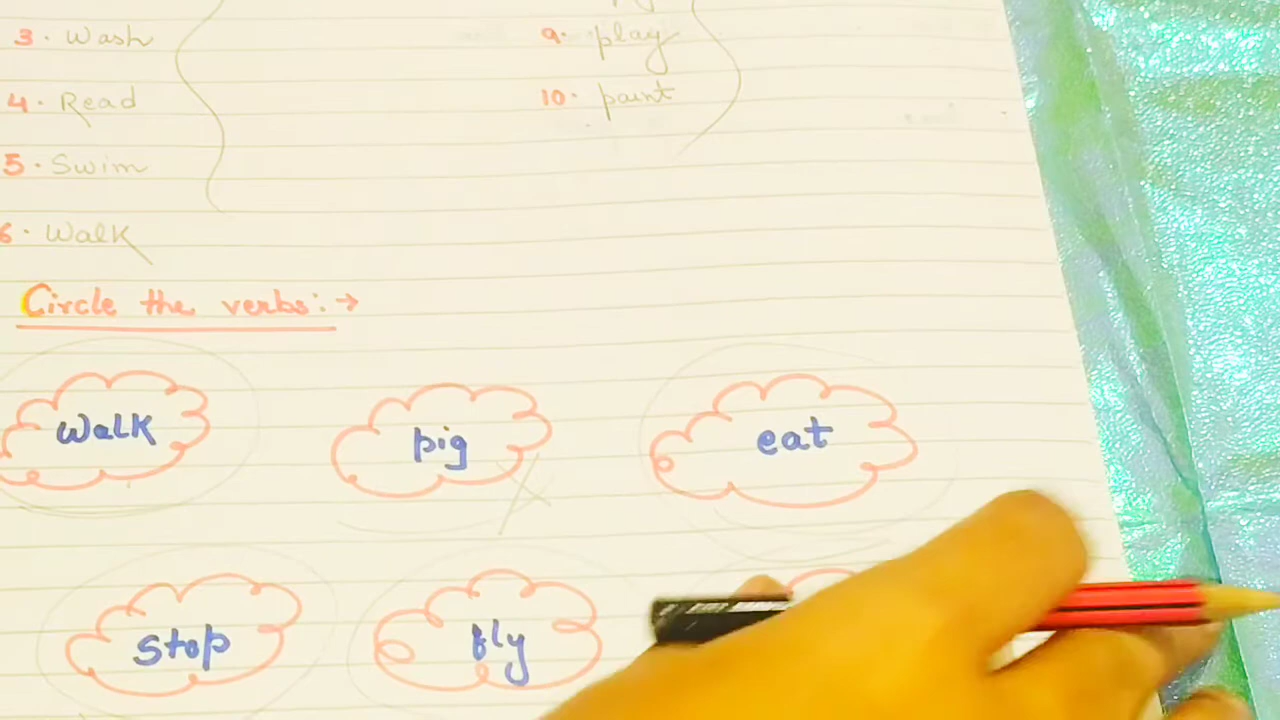 3. Wash
4. Read
5. Swim
6. Walk
9. play
10. paint
Circle the verbs:→
Walk pig eat
stop fly